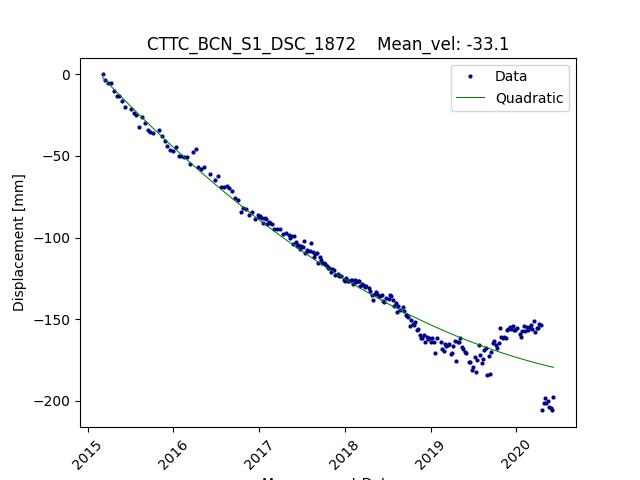 CTTC_BCN_S1_DSC_1872    Mean_vel: -33.1
Data
Quadratic
Displacement [mm]
0
−50
−100
−150
−200
2015
2016
2017
2018
2019
2020